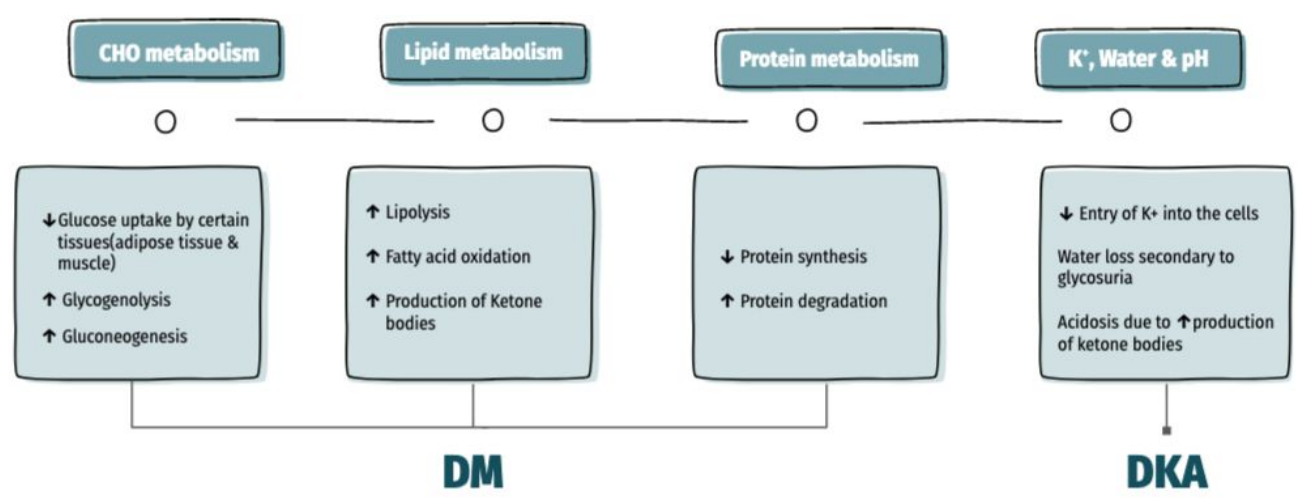 CHO metabolism
Lipid metabolism
Protein metabolism
K⁺, Water & pH
↓Glucose uptake by certain
tissues(adipose tissue &
muscle)
↑ Glycogenolysis
↑ Gluconeogenesis
↑ Lipolysis
↑ Fatty acid oxidation
↑ Production of Ketone
bodies
↓ Protein synthesis
↑ Protein degradation
↓ Entry of K+ into the cells
Water loss secondary to
glycosuria
Acidosis due to ↑production
of ketone bodies
DM
DKA